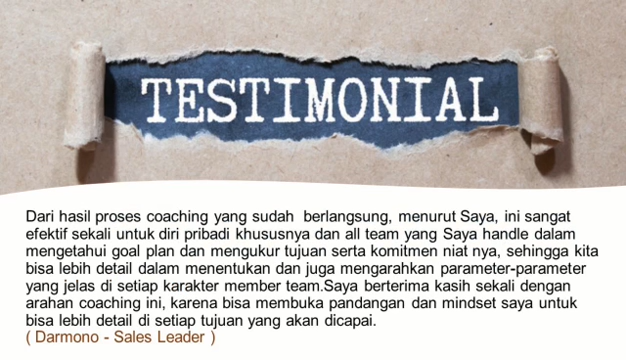 TESTIMONIAL
Dari hasil proses coaching yang sudah berlangsung, menurut Saya, ini sangat
efektif sekali untuk diri pribadi khususnya dan all team yang Saya handle dalam
mengetahui goal plan dan mengukur tujuan serta komitmen niat nya, sehingga kita
bisa lebih detail dalam menentukan dan juga mengarahkan parameter-parameter
yang jelas di setiap karakter member team.Saya berterima kasih sekali dengan
arahan coaching ini, karena bisa membuka pandangan dan mindset saya untuk
bisa lebih detail di setiap tujuan yang akan dicapai.
( Darmono - Sales Leader )